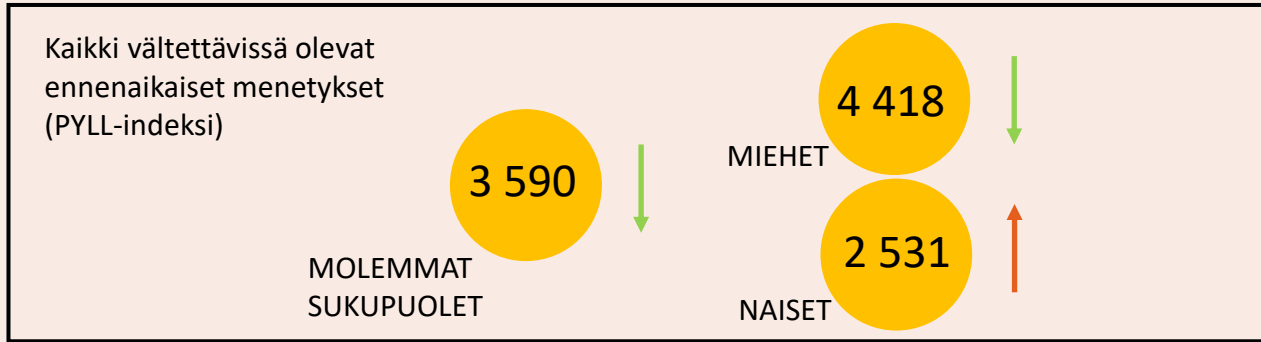 Kaikki vältettävissä olevat
ennenaikaiset menetykset
(PYLL-indeksi)
3 590
MOLEMMAT
SUKUPUOLET
4 418
MIEHET
2 531
NAISET